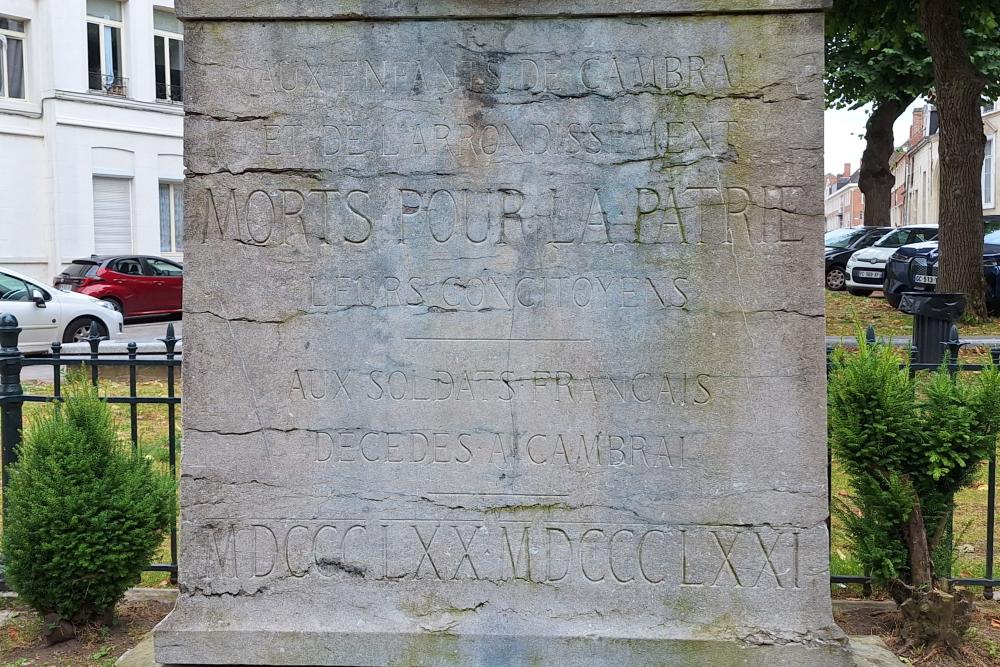 AUX ENFANTS DE CAMBRAI
ET DE L'ARRONDISSEMENT
MORTS POUR LA PATRIE
LEURS CONCITOYENS
AUX SOLDATS FRANCAIS
DECEDES A CAMBRAI
MDCCCLXX·MDCCCLXXI